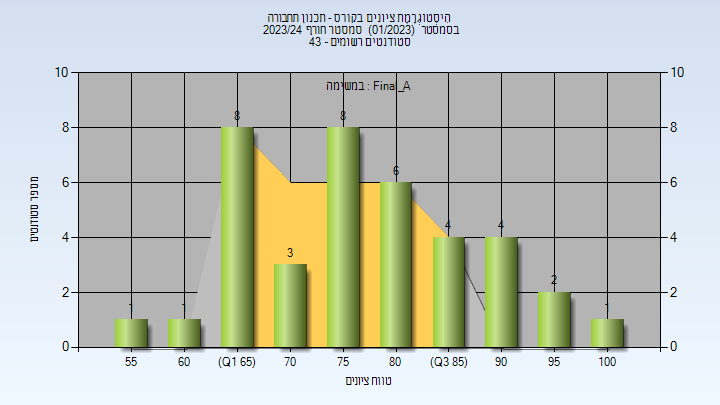 היסטוגרמת ציונים בקורס - תכנון תחבורה
בסמסטר (01/2023) סמסטר חורף 2023/24
סטודנטים רשומים - 43
במשימה : Final_A
מספר סטודנטים
10 10
8 8
6 6
4 4
2 2
0 0
1 1 8 3 8 6 4 4 2 1
55 60 (Q1 65) 70 75 80 (Q3 85) 90 95 100
טווח ציונים